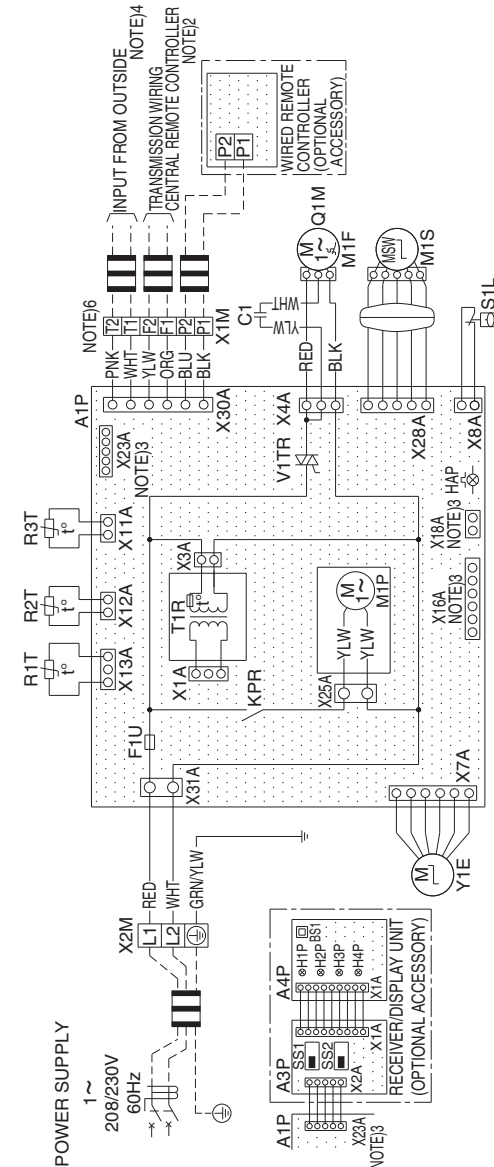 POWER SUPPLY
1~
208/230V
60Hz
X2M
L1
L2
RED
WHT
GRN/YLW
X31A
F1U
R1T
t°
X13A
R2T
t°
X12A
R3T
t°
X11A
X23A
NOTE)3
A1P
X1A
T1R
t°
X3A
KPR
X25A
YLW
YLW
M
1~
M1P
V1TR
X30A
PNK
WHT
YLW
ORG
BLU
BLK
T2
T1
F2
F1
P2
P1
X1M
NOTE)6
INPUT FROM OUTSIDE
NOTE)4
TRANSMISSION WIRING
CENTRAL REMOTE CONTROLLER
NOTE)2
P2
P1
WIRED REMOTE
CONTROLLER
(OPTIONAL
ACCESSORY)
X4A
RED
YLW
C1
WHT
BLK
M
1~
Q1M
M1F
X28A
MSW
M1S
X8A
S1L
X16A
NOTE)3
X18A
NOTE)3
HAP
X7A
M
Y1E
A1P
X23A
NOTE)3
A3P
SS1
SS2
X2A
X1A
A4P
BS1
H1P
H2P
H3P
H4P
X1A
RECEIVER/DISPLAY UNIT
(OPTIONAL ACCESSORY)